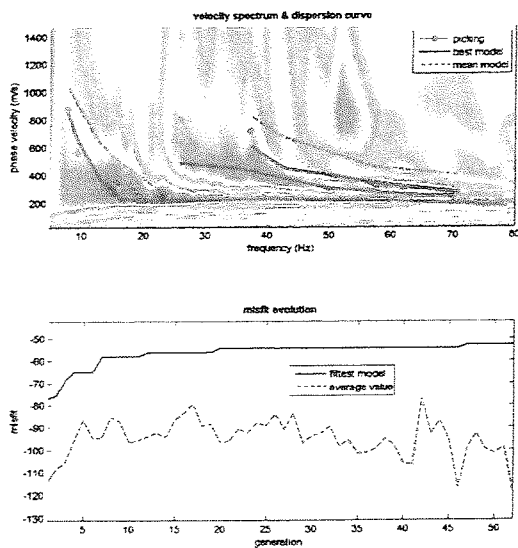 velocity spectrum & dispersion curve
1400
1200
1000
800
600
400
200
phase velocity (m/s)
picking
best model
mean model
10 20 30 40 50 60 70 80
frequency (Hz)
misfit evolution
-50
-60
-70
-80
-90
-100
-110
-130
misfit
fittest model
average value
5 10 15 20 25 30 35 40 45 50
generation